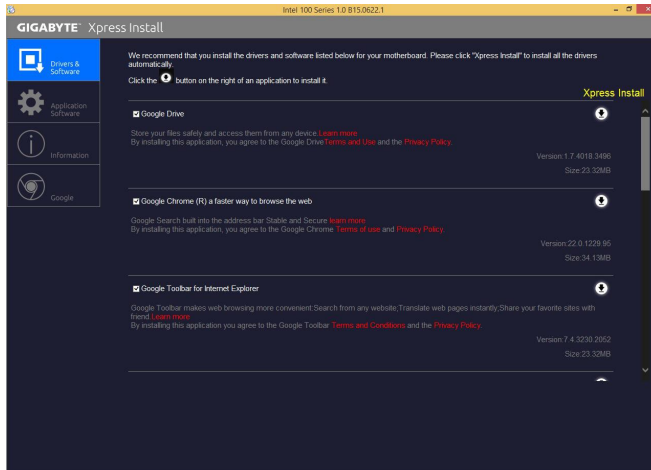 Intel 100 Series 1.0 B15.0622.1
GIGABYTE™ Xpress Install
Drivers &
Software
Application
Software
Information
Google
We recommend that you install the drivers and software listed below for your motherboard. Please click "Xpress Install" to install all the drivers
automatically.
Click the button on the right of an application to install it.
Xpress Install
Google Drive
Store your files safely and access them from any device.Learn more
By installing this application, you agree to the Google DriveTerms and Use and the Privacy Policy.
Version:1.7.4018.3496
Size:23.32MB
Google Chrome (R) a faster way to browse the web
Google Search built into the address bar Stable and Secure learn more
By installing this application, you agree to the Google Chrome Terms of use and Privacy Policy.
Version:22.0.1229.95
Size:34.13MB
Google Toolbar for Internet Explorer
Google Toolbar makes web browsing more convenient:Search from any website;Translate web pages instantly;Share your favorite sites with
friend.Learn more
By installing this application you agree to the Google Toolbar Terms and Conditions and the Privacy Policy.
Version:7.4.3230.2052
Size:23.32MB